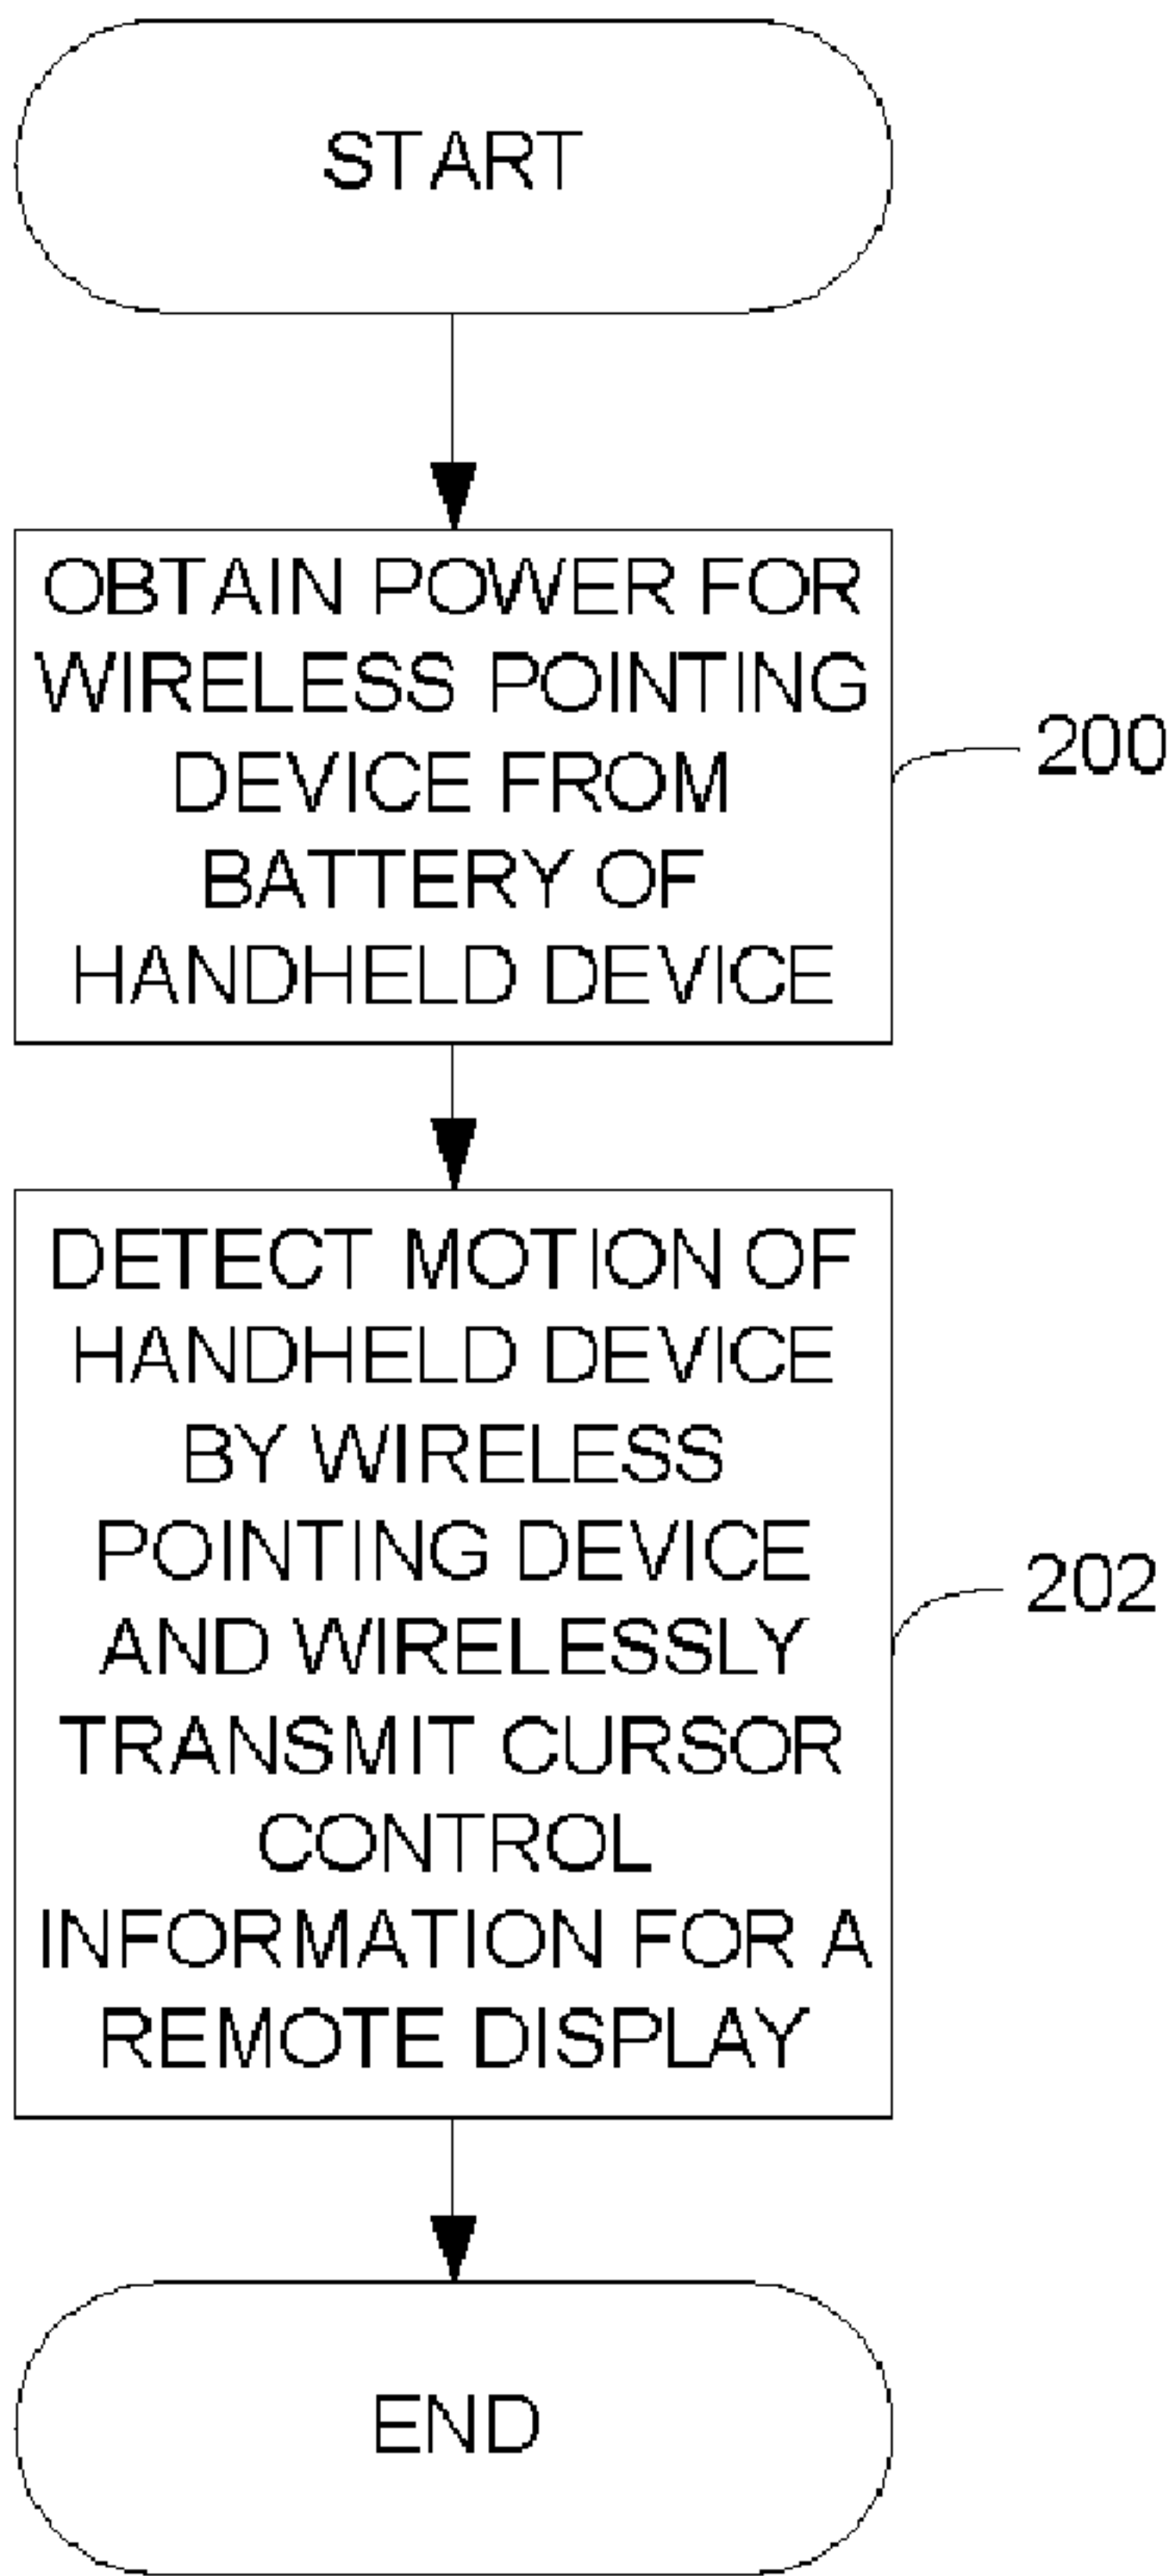 START
OBTAIN POWER FOR
WIRELESS POINTING
DEVICE FROM
BATTERY OF
HANDHELD DEVICE
200
DETECT MOTION OF
HANDHELD DEVICE
BY WIRELESS
POINTING DEVICE
AND WIRELESSLY
TRANSMIT CURSOR
CONTROL
INFORMATION FOR A
REMOTE DISPLAY
202
END